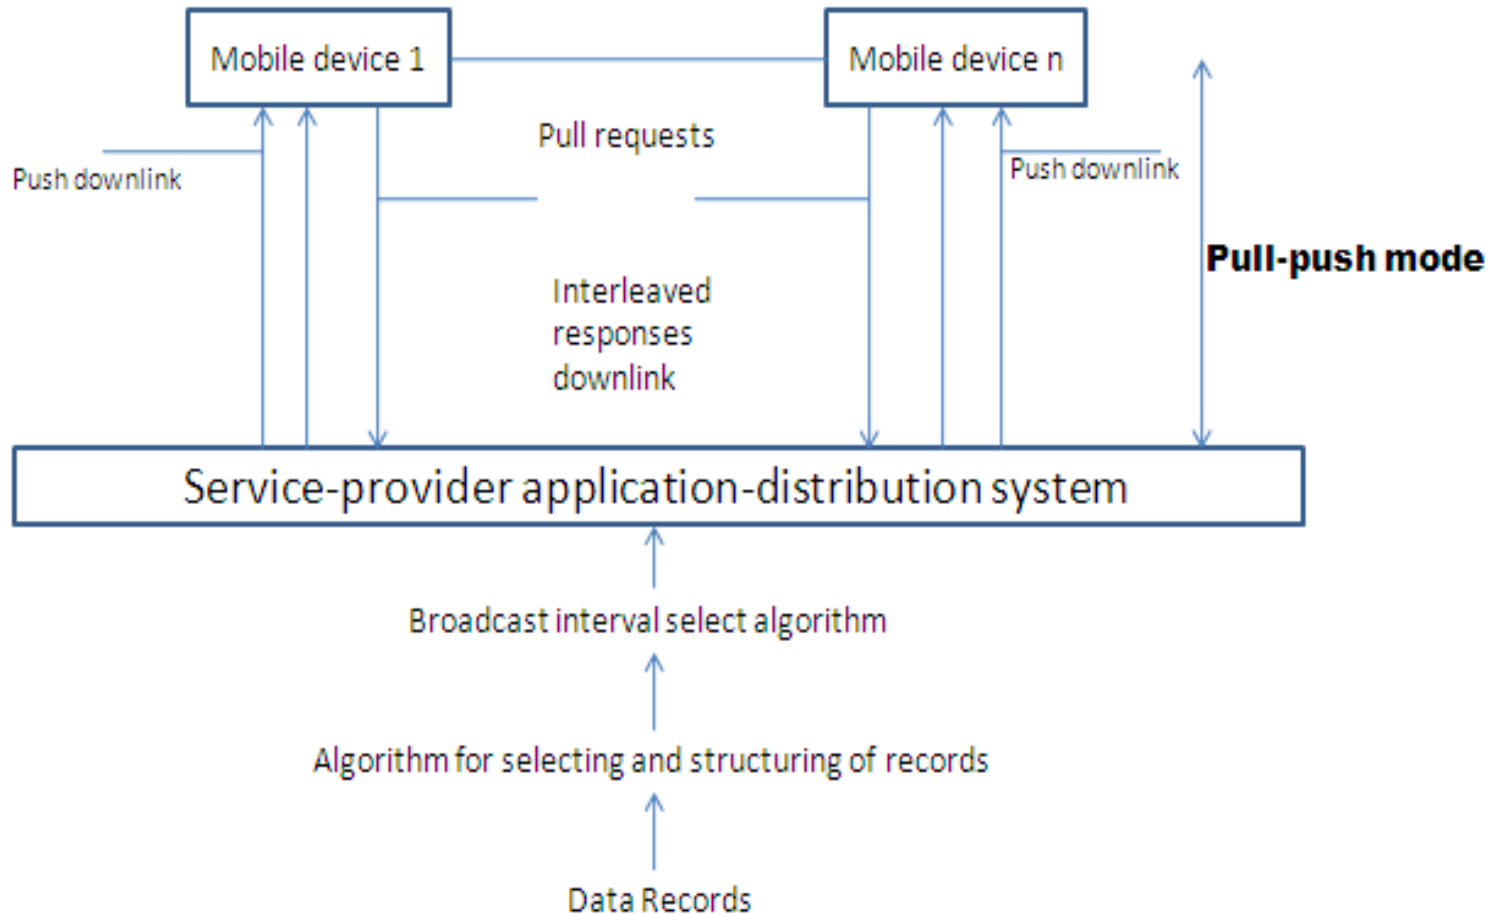 Mobile device 1
Mobile device n
Pull requests
Push downlink
Push downlink
Pull-push mode
Interleaved
responses
downlink
Service-provider application-distribution system
Broadcast interval select algorithm
Algorithm for selecting and structuring of records
Data Records